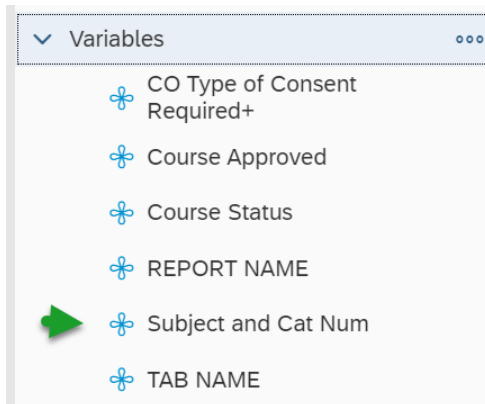 Variables
CO Type of Consent
Required+
Course Approved
Course Status
REPORT NAME
Subject and Cat Num
TAB NAME